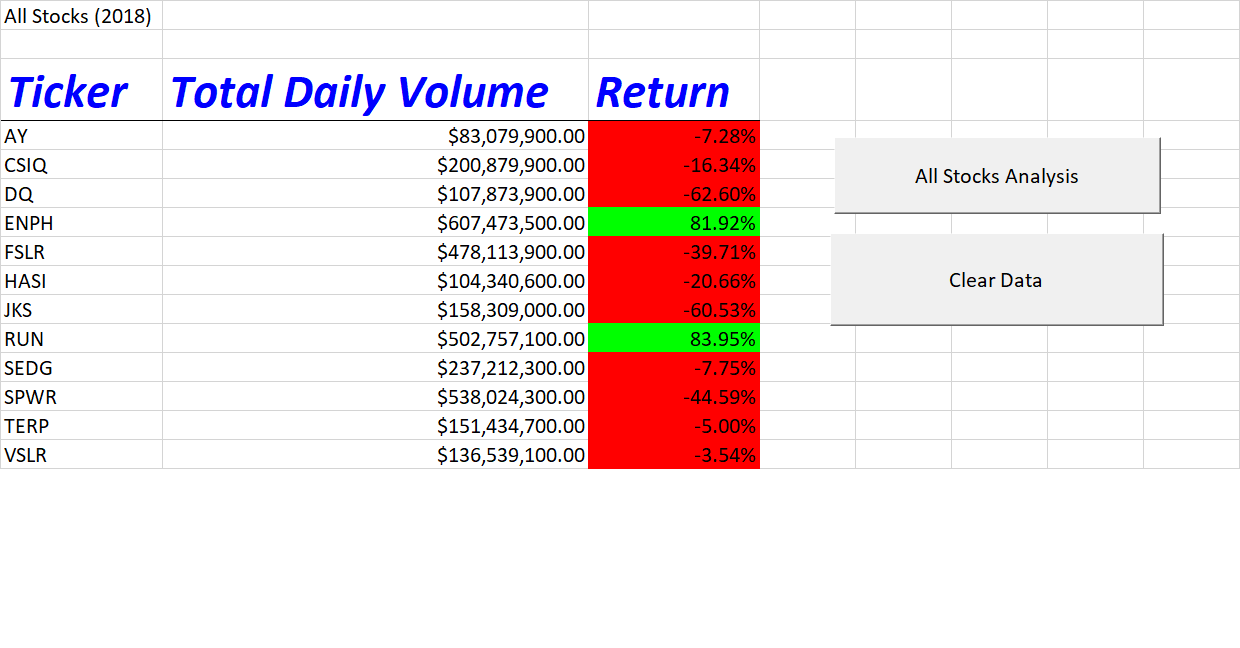 All Stocks (2018)
Ticker Total Daily Volume Return
AY $83,079,900.00 -7.28%
CSIQ $200,879,900.00 -16.34%
DQ $107,873,900.00 -62.60%
ENPH $607,473,500.00 81.92%
FSLR $478,113,900.00 -39.71%
HASI $104,340,600.00 -20.66%
JKS $158,309,000.00 -60.53%
RUN $502,757,100.00 83.95%
SEDG $237,212,300.00 -7.75%
SPWR $538,024,300.00 -44.59%
TERP $151,434,700.00 -5.00%
VSLR $136,539,100.00 -3.54%
All Stocks Analysis
Clear Data